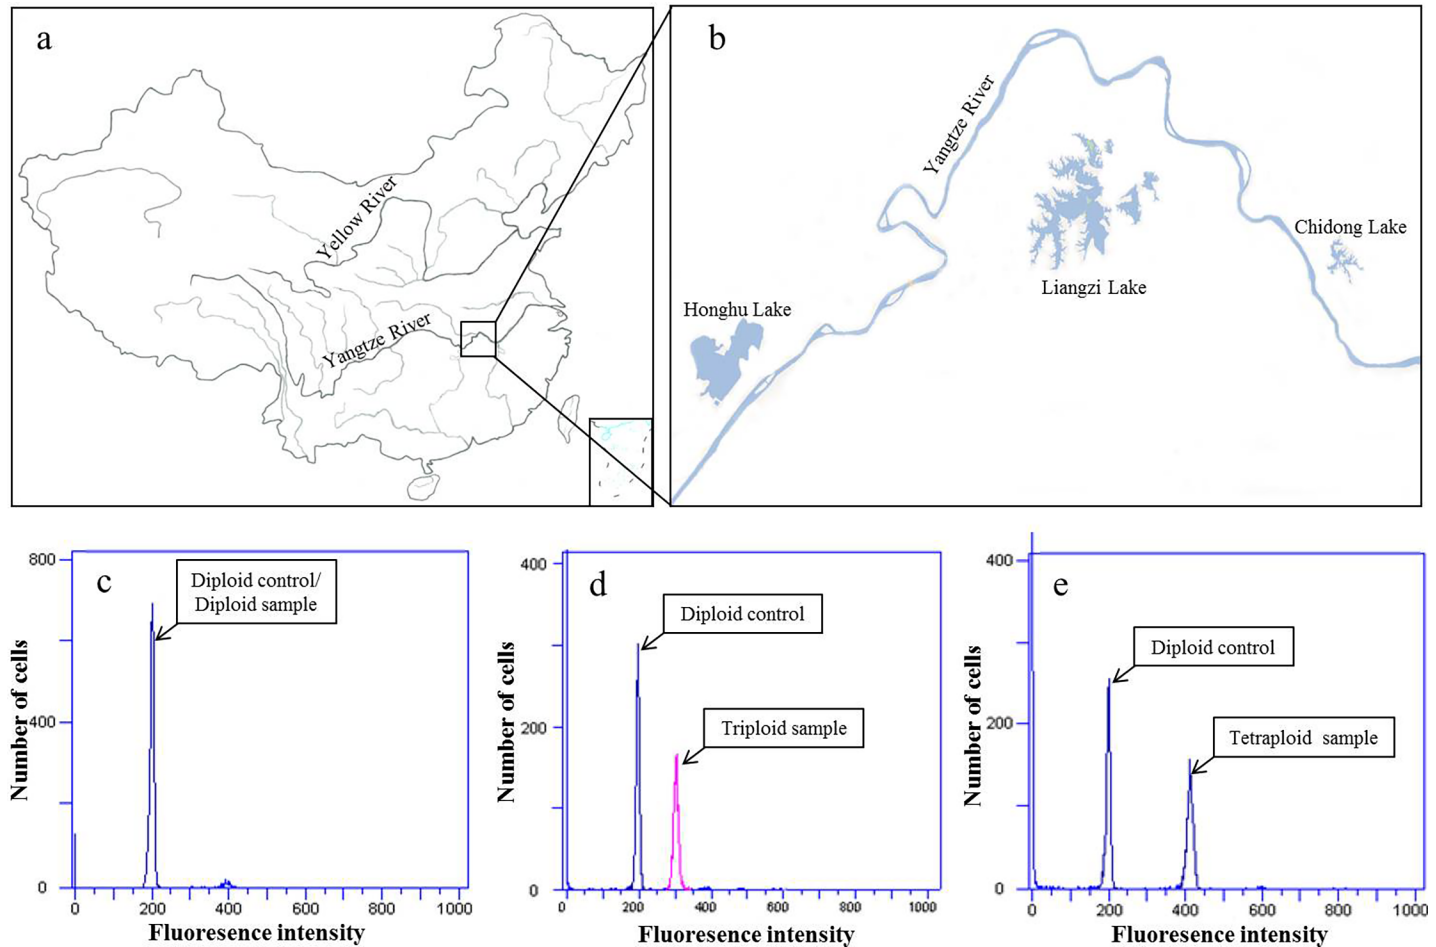 a
Yellow River
Yangtze River
b
Yangtze River
Chidong Lake
Liangzi Lake
Honghu Lake
c
Diploid control/
Diploid sample
Number of cells
800
400
0
0 200 400 600 800 1000
Fluoresence intensity
d
Diploid control
Triploid sample
Number of cells
400
200
0
0 200 400 600 800 1000
Fluoresence intensity
e
Diploid control
Tetraploid sample
Number of cells
400
200
0
0 200 400 600 800 1000
Fluoresence intensity